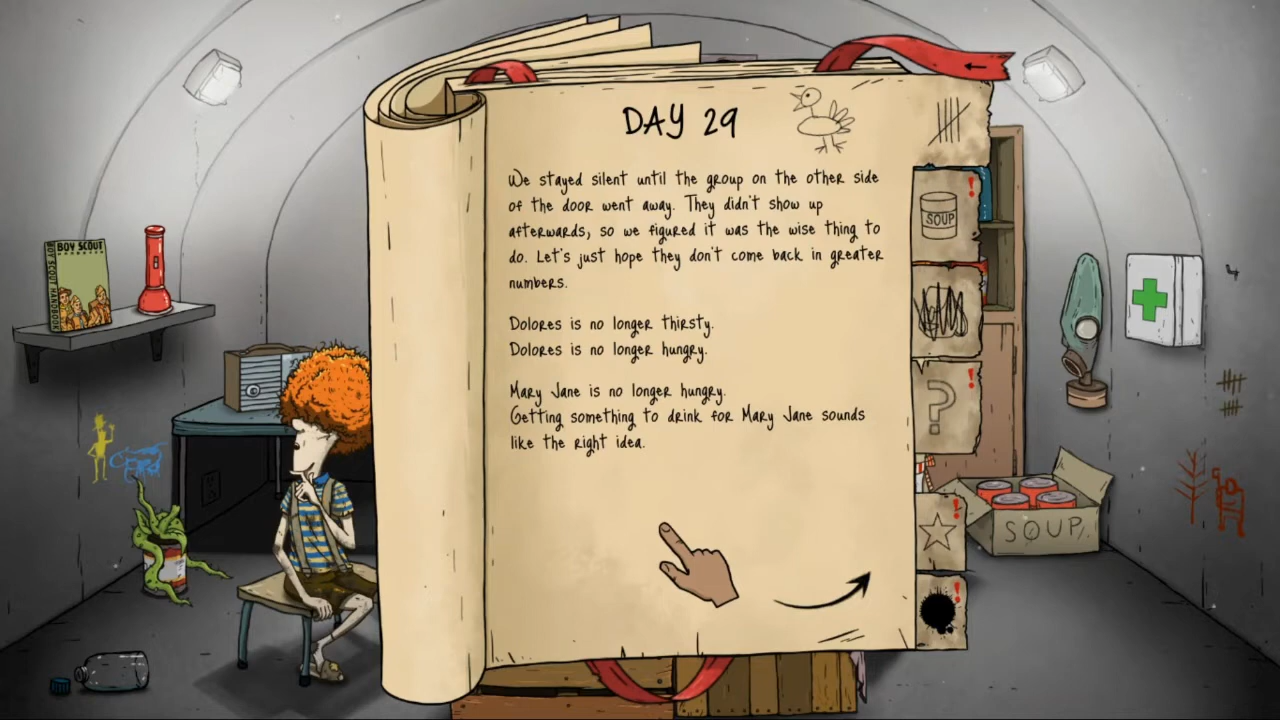 DAY 29
We stayed silent until the group on the other side
of the door went away. They didn't show up
afterwards, so we figured it was the wise thing to
do. Let's just hope they don't come back in greater
numbers.
Dolores is no longer thirsty.
Dolores is no longer hungry.
Mary Jane is no longer hungry.
Getting something to drink for Mary Jane sounds
like the right idea.
!
SOUP
!
?
!
!
BOY SCOUT
BOY SCOUT HANDBOOK
SOUP